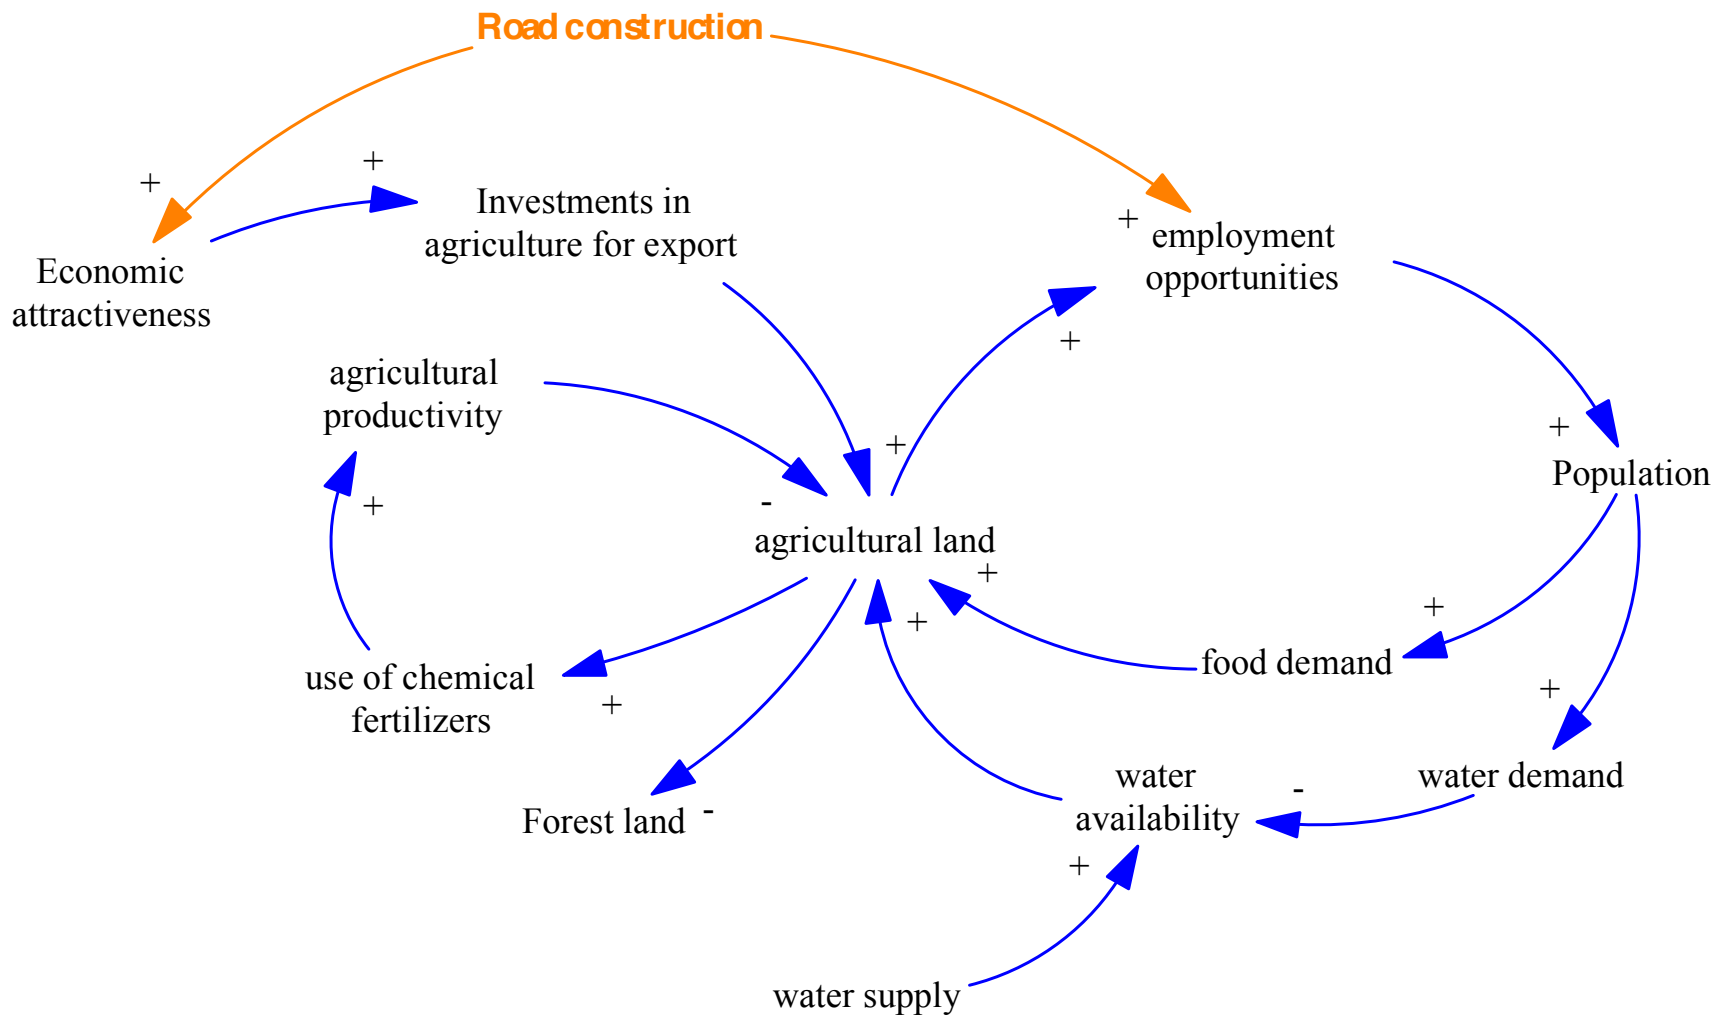 Road construction
+
+
Investments in
agriculture for export
+
employment
opportunities
Economic
attractiveness
+
agricultural
productivity
+
+
Population
+
-
agricultural land
+
+
+
food demand
use of chemical
fertilizers
+
+
water
availability
-
water demand
Forest land -
+
water supply